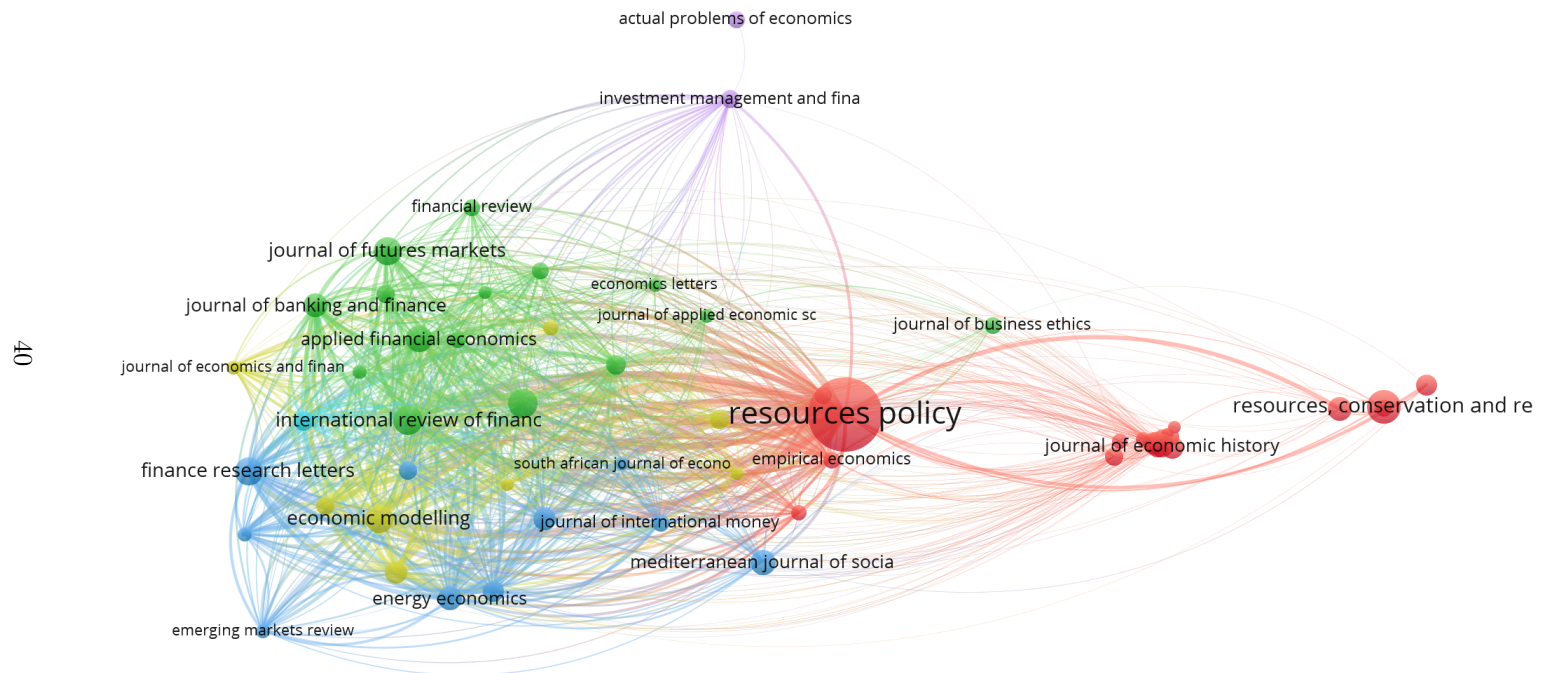 actual problems of economics
investment management and fina
financial review
journal of futures markets
economics letters
journal of banking and finance
journal of applied economic sc
journal of business ethics
applied financial economics
40
journal of economics and finan
resources, conservation and re
resources policy
international review of financ
journal of economic history
empirical economics
south african journal of econo
finance research letters
economic modelling
journal of international money
mediterranean journal of socia
energy economics
emerging markets review